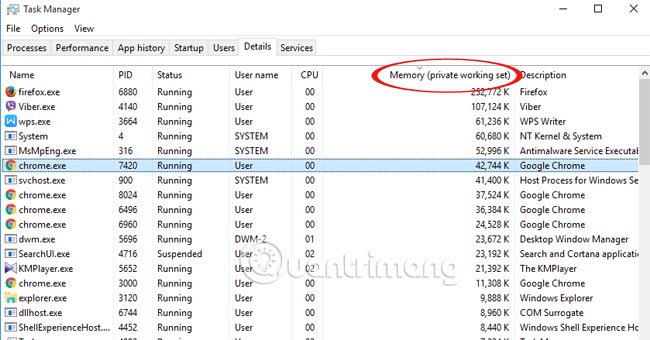 Task Manager
File Options View
Processes Performance App history Startup Users Details Services
Name PID Status User name CPU Memory (private working set) Description
firefox.exe 6880 Running User 00 252,772 K Firefox
Viber.exe 4140 Running User 00 107,124 K Viber
wps.exe 3664 Running User 00 61,236 K WPS Writer
System 4 Running SYSTEM 00 60,680 K NT Kernel & System
MsMpEng.exe 316 Running SYSTEM 00 52,996 K Antimalware Service Executab
chrome.exe 7420 Running User 00 42,744 K Google Chrome
svchost.exe 900 Running SYSTEM 00 41,400 K Host Process for Windows Se
chrome.exe 8024 Running User 00 37,524 K Google Chrome
chrome.exe 6496 Running User 00 36,384 K Google Chrome
chrome.exe 6960 Running User 00 24,528 K Google Chrome
dwm.exe 5696 Running DWM-2 01 23,672 K Desktop Window Manager
SearchUI.exe 4718 Suspended User 00 23,192 K Search and Cortana applicati
KMPlayer.exe 5652 Running User 00 21,392 K The KMPlayer
chrome.exe 3000 Running User 00 11,308 K Google Chrome
explorer.exe 3120 Running User 00 9,888 K Windows Explorer
dllhost.exe 6710 Running User 00 8,960 K COM Surrogate
ShellExperienceHost.... 4452 Running User 00 8,440 K Windows Shell Experience H
Quantrimang